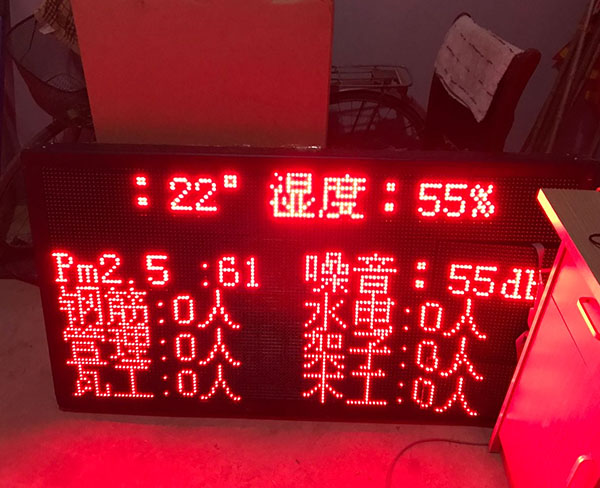 ：22° 湿度：55%
Pm2.5 :61 噪音：55db
钢筋:0人 水电:0人
管理:0人 架子:0人
瓦工:0人 木工:0人